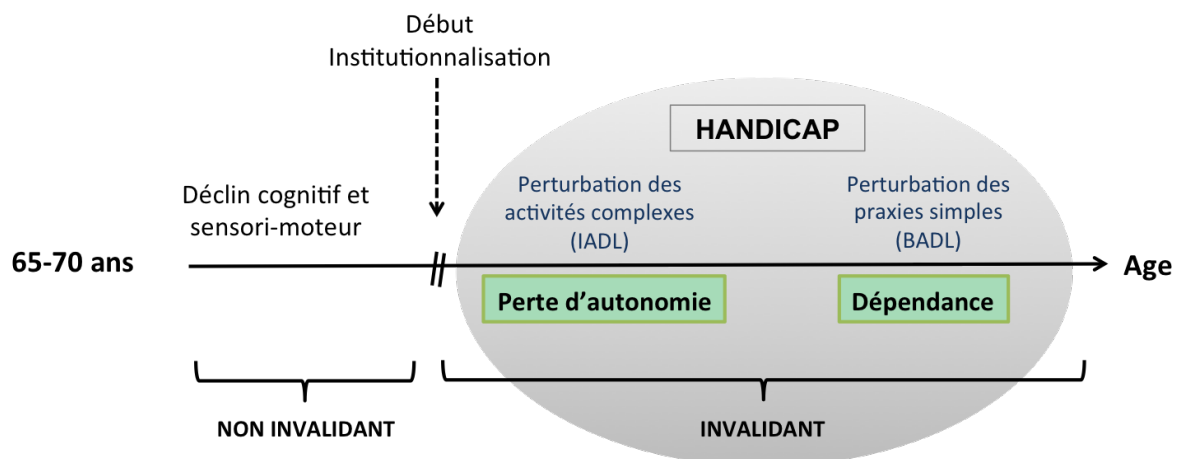 Début
Institutionnalisation
HANDICAP
Déclin cognitif et
sensori-moteur
Perturbation des
activités complexes
(IADL)
Perturbation des
praxies simples
(BADL)
65-70 ans
Age
Perte d’autonomie
Dépendance
NON INVALIDANT
INVALIDANT